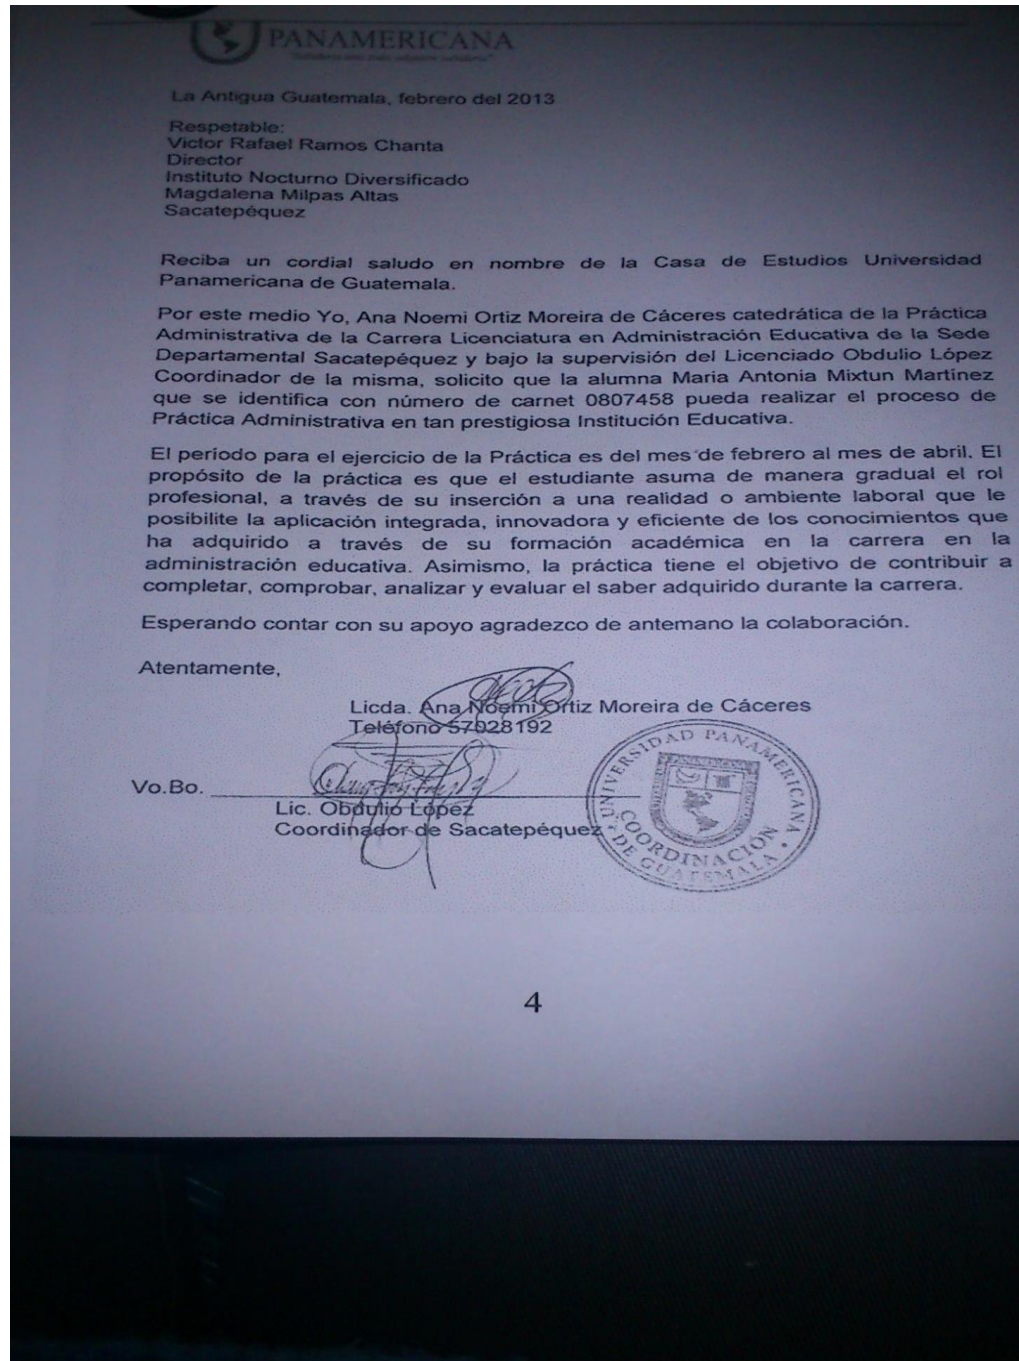 PANAMERICANA
La Antigua Guatemala, febrero del 2013
Respetable:
Victor Rafael Ramos Chanta
Director
Instituto Nocturno Diversificado
Magdalena Milpas Altas
Sacatepéquez
Reciba un cordial saludo en nombre de la Casa de Estudios Universidad
Panamericana de Guatemala.
Por este medio Yo, Ana Noemi Ortiz Moreira de Cáceres catedrática de la Práctica
Administrativa de la Carrera Licenciatura en Administración Educativa de la Sede
Departamental Sacatepéquez y bajo la supervisión del Licenciado Obdulio López
Coordinador de la misma, solicito que la alumna Maria Antonia Mixtun Martínez
que se identifica con número de carnet 0807458 pueda realizar el proceso de
Práctica Administrativa en tan prestigiosa Institución Educativa.
El período para el ejercicio de la Práctica es del mes de febrero al mes de abril. El
propósito de la práctica es que el estudiante asuma de manera gradual el rol
profesional, a través de su inserción a una realidad o ambiente laboral que le
posibilite la aplicación integrada, innovadora y eficiente de los conocimientos que
ha adquirido a través de su formación académica en la carrera en la
administración educativa. Asimismo, la práctica tiene el objetivo de contribuir a
completar, comprobar, analizar y evaluar el saber adquirido durante la carrera.
Esperando contar con su apoyo agradezco de antemano la colaboración.
Atentamente,
Licda. Ana Noemi Ortiz Moreira de Cáceres
Teléfono 57028192
Vo.Bo.
Lic. Obdulio López
Coordinador de Sacatepéquez
UNIVERSIDAD PANAMERICANA
COORDINACIÓN
DE GUATEMALA
4